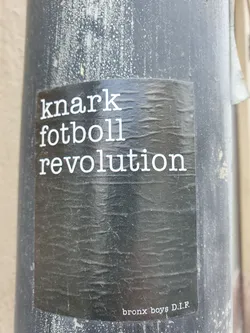 knark
fotboll
revolution
bronx boys D.I.F.